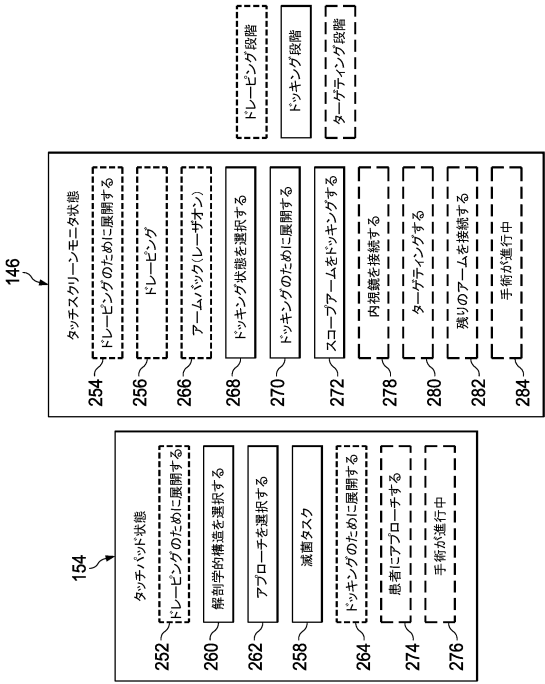 146
タッチスクリーンモニタ状態
254 ドレーピングのために展開する
256 ドレーピング
266 アームパック(レーザオン)
268 ドッキング状態を選択する
270 ドッキングのために展開する
272 スコープアームをドッキングする
278 内視鏡を接続する
280 ターゲティングする
282 残りのアームを接続する
284 手術が進行中
ドレーピング段階
ドッキング段階
ターゲティング段階
154
タッチパッド状態
252 ドレーピングのために展開する
260 解剖学的構造を選択する
262 アプローチを選択する
258 滅菌タスク
264 ドッキングのために展開する
274 患者にアプローチする
276 手術が進行中